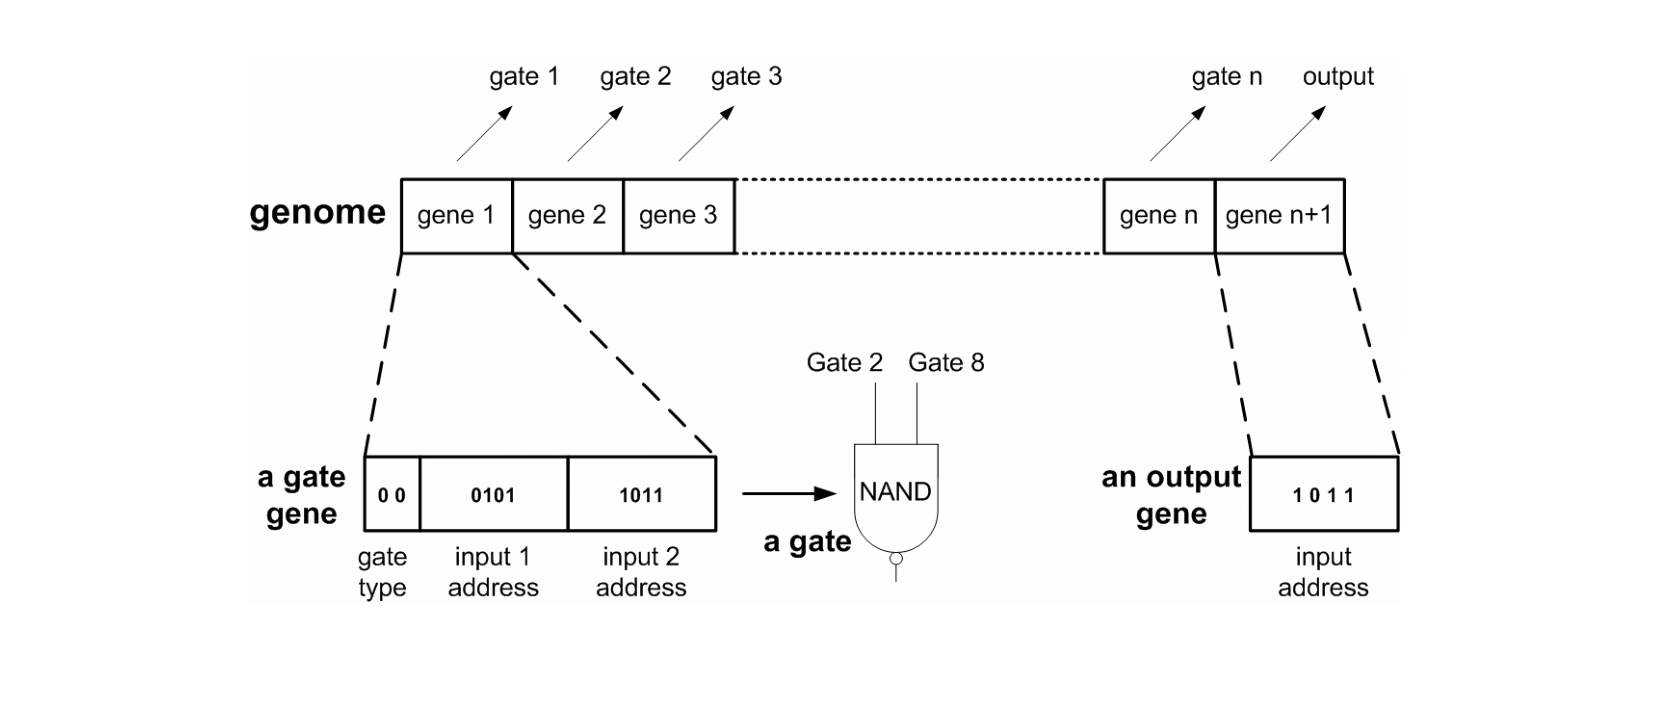 gate 1 gate 2 gate 3 gate n output
genome gene 1 gene 2 gene 3 gene n gene n+1
Gate 2 Gate 8
a gate
gene
0 0 0101 1011
gate
type
input 1
address
input 2
address
NAND
a gate
an output
gene
1 0 1 1
input
address